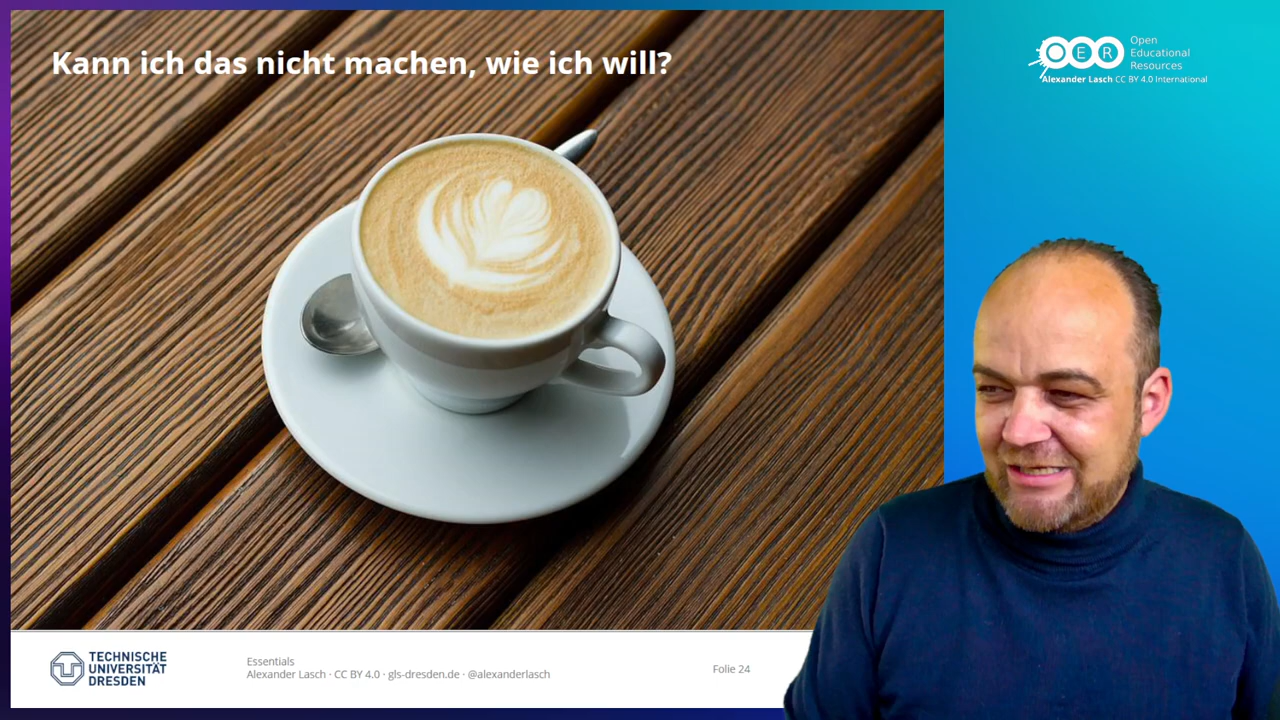 Kann ich das nicht machen, wie ich will?
OER
Open
Educational
Resources
Alexander Lasch CC BY 4.0 International
TECHNISCHE
UNIVERSITÄT
DRESDEN
Essentials
Alexander Lasch · CC BY 4.0 · gls-dresden.de · @alexanderlasch
Folie 24